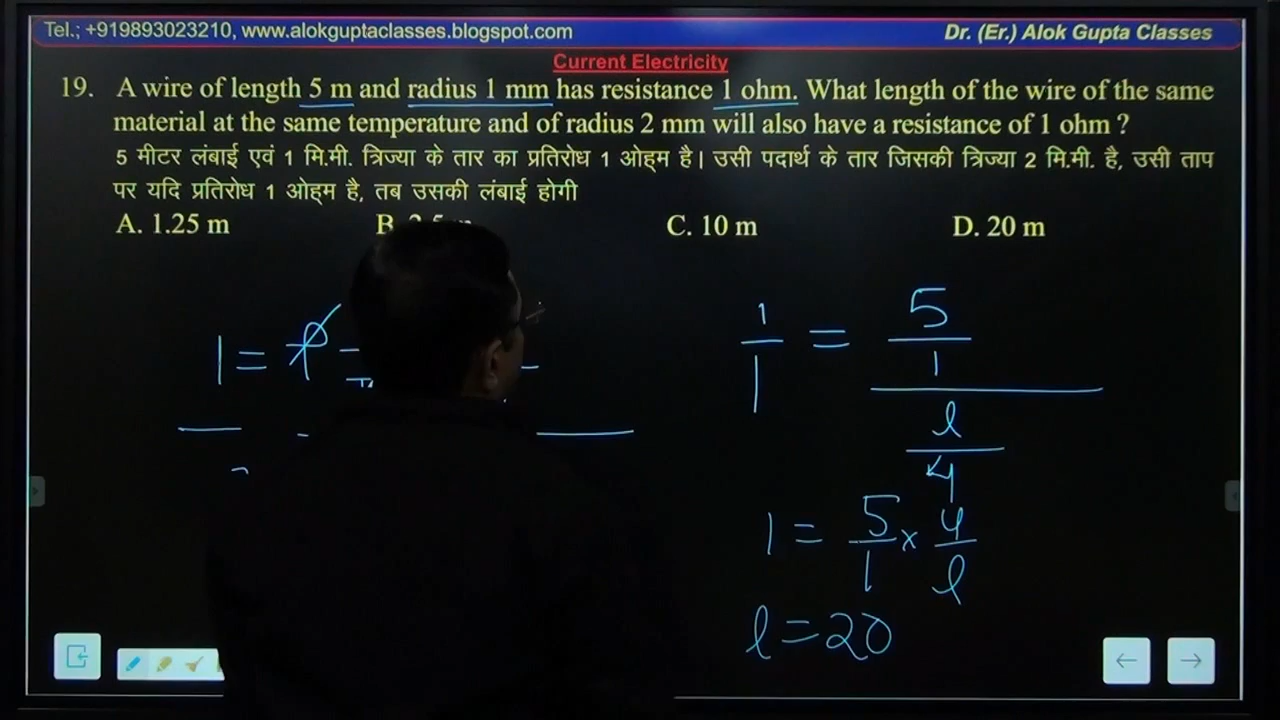 Tel.; +919893023210, www.alokguptaclasses.blogspot.com Dr. (Er.) Alok Gupta Classes
Current Electricity
19. A wire of length 5 m and radius 1 mm has resistance 1 ohm. What length of the wire of the same
material at the same temperature and of radius 2 mm will also have a resistance of 1 ohm ?
5 मीटर लंबाई एवं 1 मि.मी. त्रिज्या के तार का प्रतिरोध 1 ओह्म है। उसी पदार्थ के तार जिसकी त्रिज्या 2 मि.मी. है, उसी ताप
पर यदि प्रतिरोध 1 ओह्म है, तब उसकी लंबाई होगी
A. 1.25 m B C. 10 m D. 20 m
1 =
1/1 = 5/1 / l/4
1 = 5/1 × 4/l
l = 20